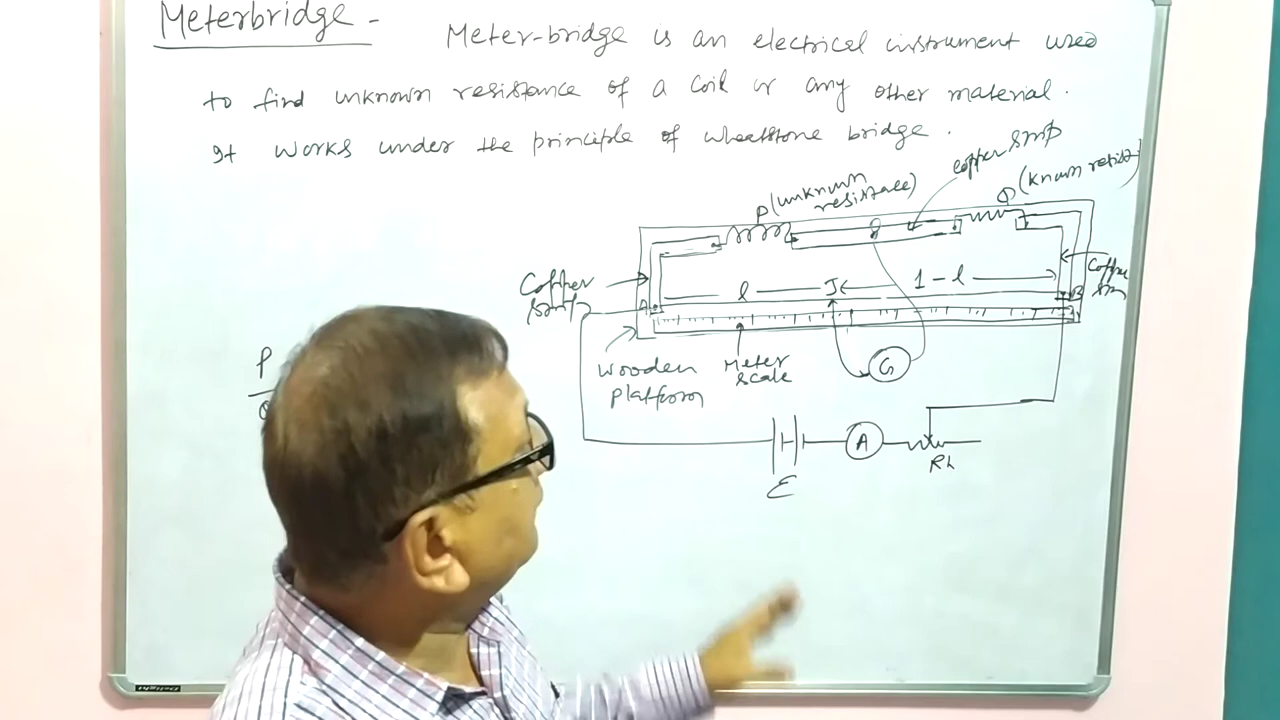 Meterbridge - Meter-bridge is an electrical instrument used
to find unknown resistance of a coil or any other material.
It works under the principle of wheatstone bridge.
copper strip
P (unknown resistance)
Q (known resist)
Copper strip
l
J
1 - l
Copper
A
B
Wooden platform
Meter scale
G
P
A
E
Rh